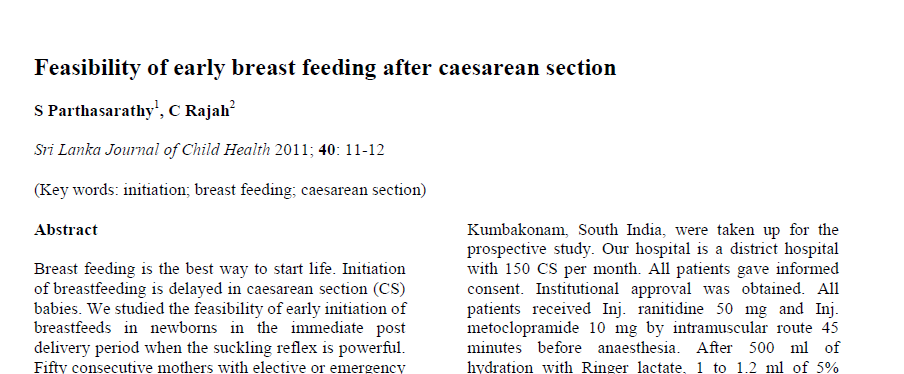 Feasibility of early breast feeding after caesarean section
S Parthasarathy1, C Rajah2
Sri Lanka Journal of Child Health 2011; 40: 11-12
(Key words: initiation; breast feeding; caesarean section)
Abstract
Breast feeding is the best way to start life. Initiation
of breastfeeding is delayed in caesarean section (CS)
babies. We studied the feasibility of early initiation of
breastfeeds in newborns in the immediate post
delivery period when the suckling reflex is powerful.
Fifty consecutive mothers with elective or emergency
Kumbakonam, South India, were taken up for the
prospective study. Our hospital is a district hospital
with 150 CS per month. All patients gave informed
consent. Institutional approval was obtained. All
patients received Inj. ranitidine 50 mg and Inj.
metoclopramide 10 mg by intramuscular route 45
minutes before anaesthesia. After 500 ml of
hydration with Ringer lactate, 1 to 1.2 ml of 5%